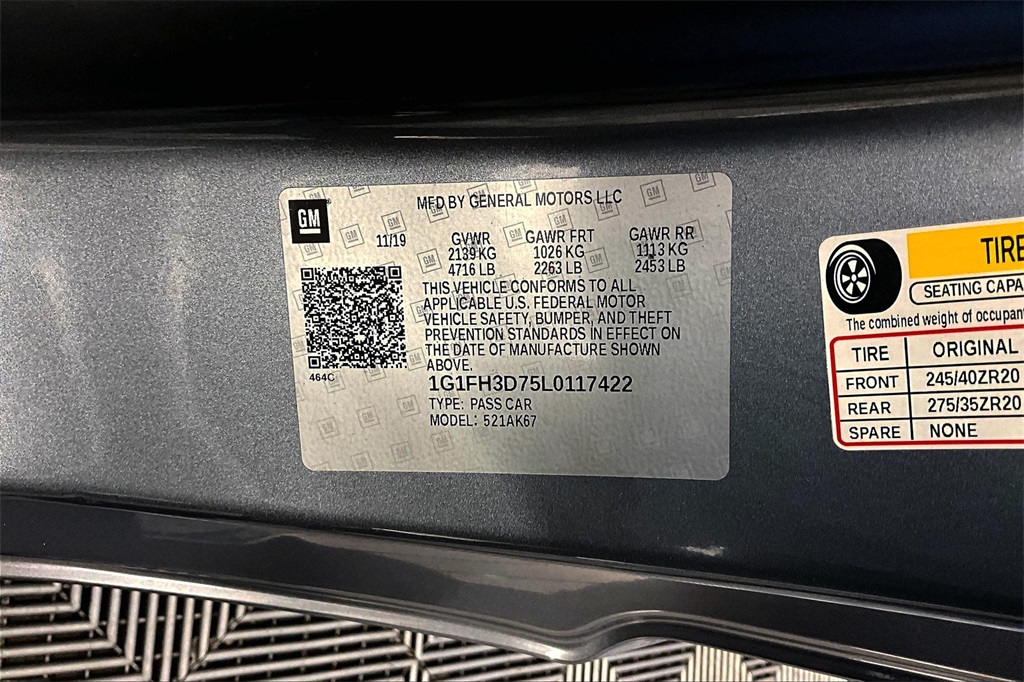 GM
MFD BY GENERAL MOTORS LLC
11/19
GVWR GAWR FRT GAWR RR
2139 KG 1026 KG 1113 KG
4716 LB 2263 LB 2453 LB
THIS VEHICLE CONFORMS TO ALL
APPLICABLE U.S. FEDERAL MOTOR
VEHICLE SAFETY, BUMPER, AND THEFT
PREVENTION STANDARDS IN EFFECT ON
THE DATE OF MANUFACTURE SHOWN
ABOVE.
464C
1G1FH3D75L0117422
TYPE: PASS CAR
MODEL: 521AK67
TIRE
SEATING CAPA
The combined weight of occupan
TIRE ORIGINAL
FRONT 245/40ZR20
REAR 275/35ZR20
SPARE NONE